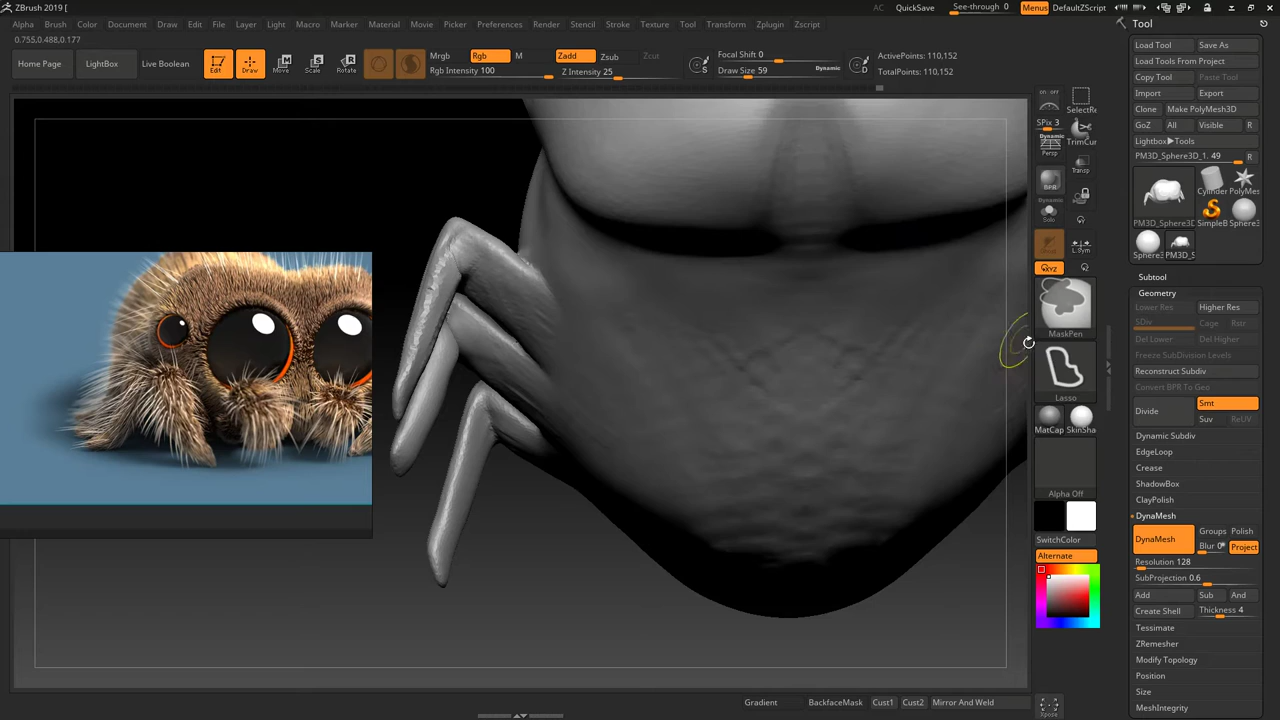 ZBrush 2019 [
AC QuickSave See-through 0 Menus DefaultZScript
Alpha Brush Color Document Draw Edit File Layer Light Macro Marker Material Movie Picker Preferences Render Stencil Stroke Texture Tool Transform Zplugin Zscript
0.755,0.488,0.177
Home Page LightBox Live Boolean Edit Draw Move Scale Rotate
Mrgb Rgb M Zadd Zsub Zcut
Rgb Intensity 100 Z Intensity 25
Focal Shift 0
Draw Size 59 Dynamic
S D
ActivePoints: 110,152
TotalPoints: 110,152
SPix 3
Dynamic
Persp
BPR
Dynamic
Solo
XYZ
SelectRe
TrimCur
Transp
L.Sym
MaskPen
Lasso
MatCap SkinSha
Alpha Off
SwitchColor
Alternate
Tool
Load Tool Save As
Load Tools From Project
Copy Tool Paste Tool
Import Export
Clone Make PolyMesh3D
GoZ All Visible R
Lightbox▶Tools
PM3D_Sphere3D_1. 49 R
PM3D_Sphere3D
Cylinder PolyMes
SimpleB Sphere3
Sphere3 PM3D_S
Subtool
Geometry
Lower Res Higher Res
SDiv Cage Rstr
Del Lower Del Higher
Freeze SubDivision Levels
Reconstruct Subdiv
Convert BPR To Geo
Divide Smt
Suv ReUV
Dynamic Subdiv
EdgeLoop
Crease
ShadowBox
ClayPolish
DynaMesh
DynaMesh Groups Polish
Blur 0 Project
Resolution 128
SubProjection 0.6
Add Sub And
Create Shell Thickness 4
Tessimate
ZRemesher
Modify Topology
Position
Size
MeshIntegrity
Gradient BackfaceMask Cust1 Cust2 Mirror And Weld
Xpose